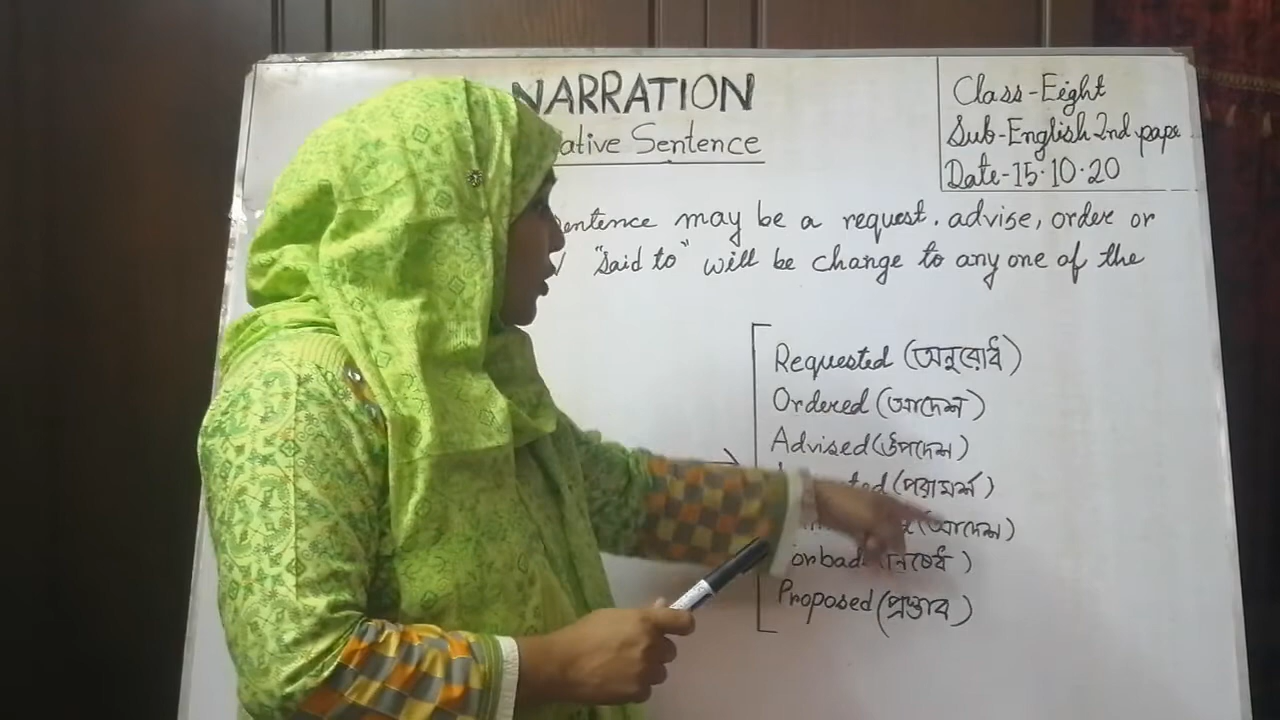 NARRATION
ative Sentence
Class-Eight
Sub-English 2nd pape
Date-15.10.20
entence may be a request, advise, order or
"Said to" will be change to any one of the
Requested (অনুরোধ)
Ordered (আদেশ)
Advised (উপদেশ)
ted (পরামর্শ)
(আদেশ)
orbad (নিষেধ)
Proposed (প্রস্তাব)